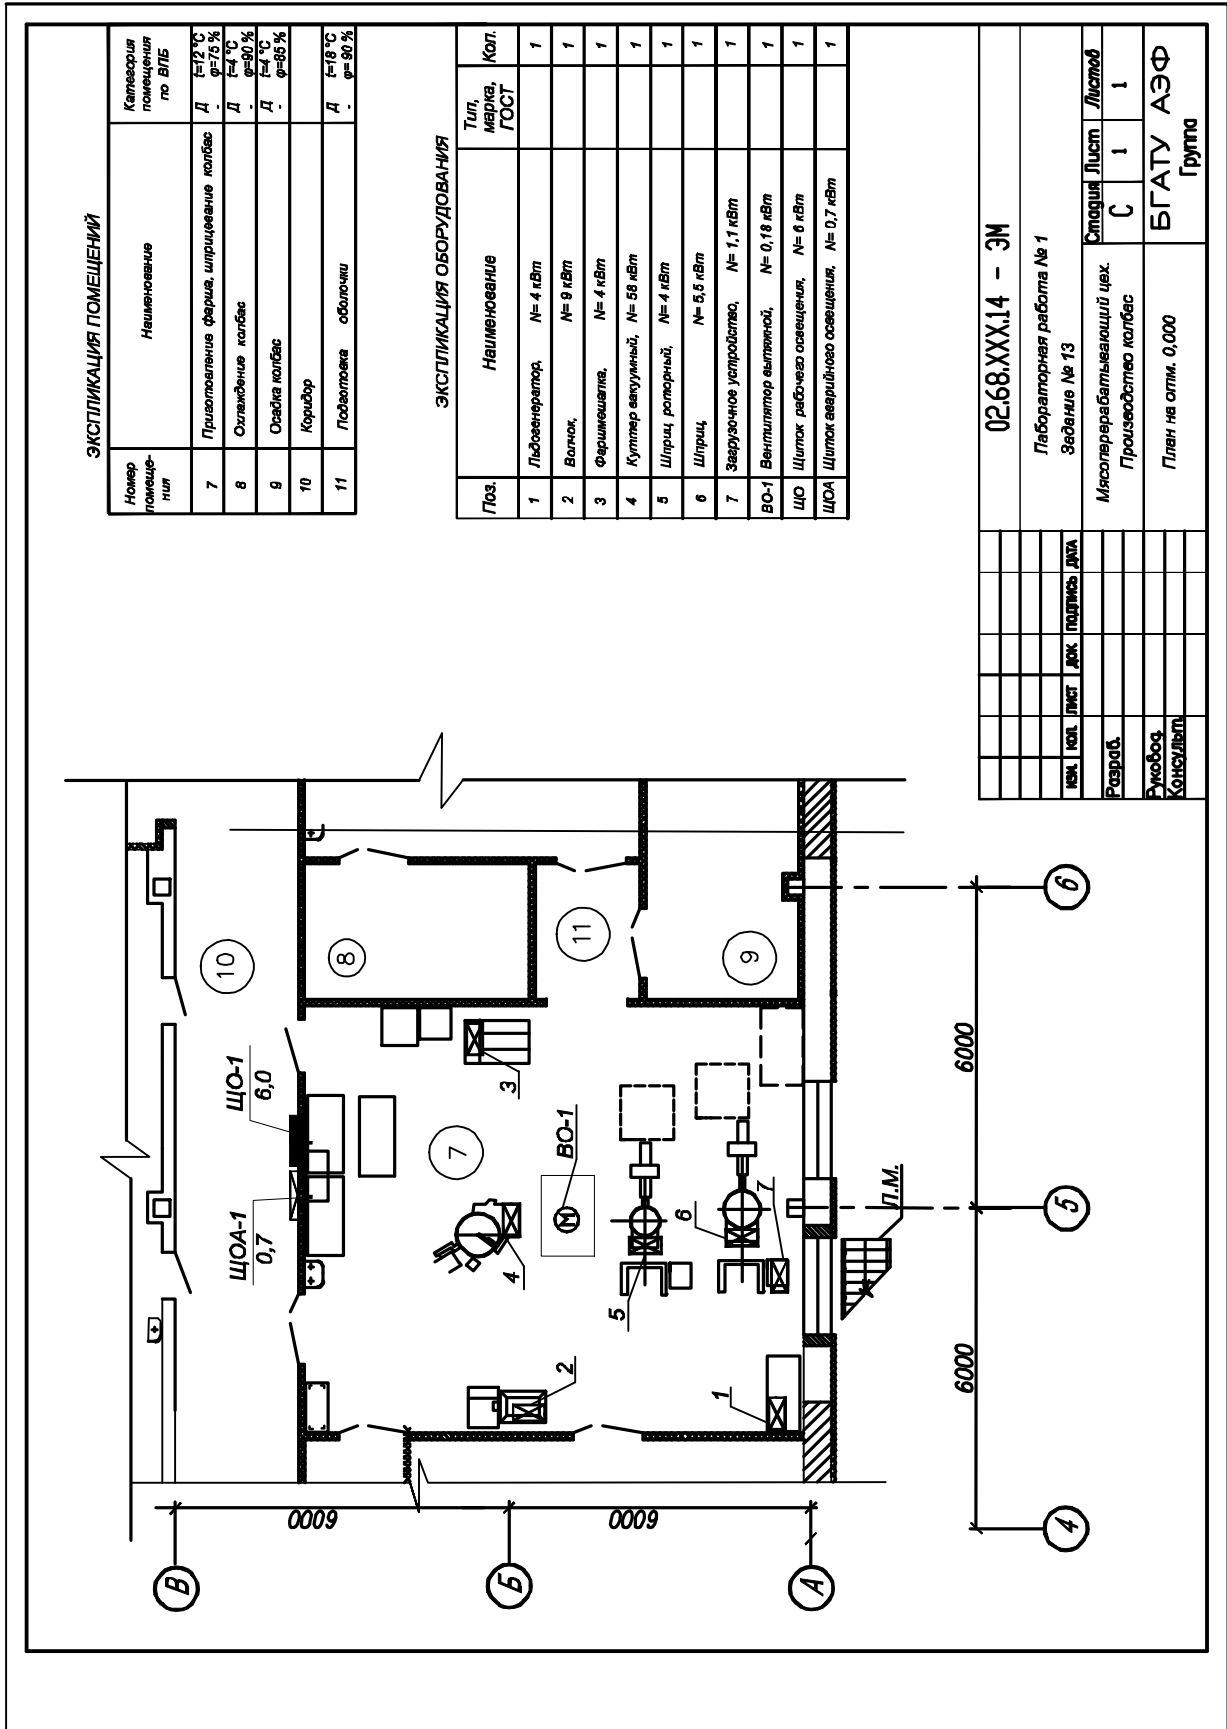 ЭКСПЛИКАЦИЯ ПОМЕЩЕНИЙ
Номер помеще-ния
Наименование
Категория помещения по ВПБ
7 Приготовление фарша, шприцевание колбас Д t=12 °C - φ=75 %
8 Охлаждение колбас Д t=4 °C - φ=90 %
9 Осадка колбас Д t=4 °C - φ=85 %
10 Коридор
11 Подготовка оболочки Д t=18 °C - φ= 90 %
ЭКСПЛИКАЦИЯ ОБОРУДОВАНИЯ
Поз. Наименование Тип, марка, ГОСТ Кол.
1 Льдогенератор, N= 4 кВт 1
2 Волчок, N= 9 кВт 1
3 Фаршмешалка, N= 4 кВт 1
4 Куттер вакуумный, N= 58 кВт 1
5 Шприц роторный, N= 4 кВт 1
6 Шприц, N= 5,5 кВт 1
7 Загрузочное устройство, N= 1,1 кВт 1
ВО-1 Вентилятор вытяжной, N= 0,18 кВт 1
ЩО Щиток рабочего освещения, N= 6 кВт 1
ЩОА Щиток аварийного освещения, N= 0,7 кВт 1
10
8
11
9
ЩО-1
6,0
ЩОА-1
0,7
7
3
ВО-1
4
5
6
7
2
1
Л.М.
В
Б
А
6000
6000
6000
6000
4
5
6
02.68.ХХХ.14 - ЭМ
Лабораторная работа № 1
Задание № 13
ИЗМ. КОЛ. ЛИСТ ДОК. ПОДПИСЬ ДАТА
Разраб.
Руковод.
Консульт.
Мясоперерабатывающий цех.
Производство колбас
Стадия Лист Листов
С 1 1
План на отм. 0,000
БГАТУ АЭФ
Группа